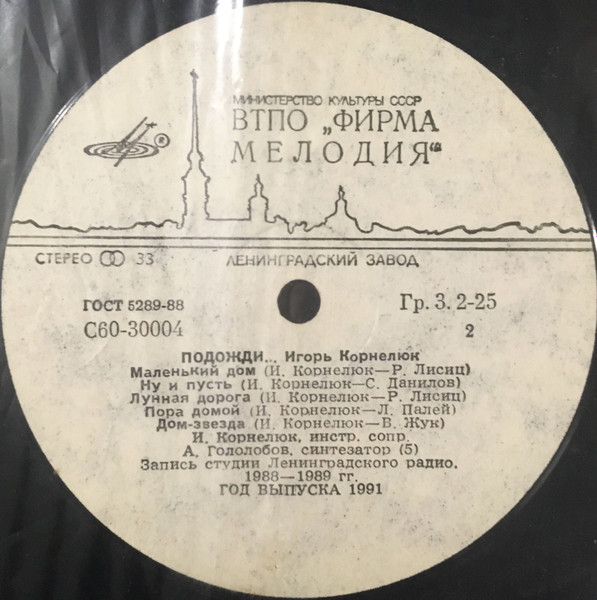 МИНИСТЕРСТВО КУЛЬТУРЫ СССР
ВТПО „ФИРМА
МЕЛОДИЯ“
®
СТЕРЕО 33
ЛЕНИНГРАДСКИЙ ЗАВОД
ГОСТ 5289-88
Гр. 3. 2-25
С60-30004
2
ПОДОЖДИ... Игорь Корнелюк
Маленький дом (И. Корнелюк—Р. Лисиц)
Ну и пусть (И. Корнелюк—С. Данилов)
Лунная дорога (И. Корнелюк—Р. Лисиц)
Пора домой (И. Корнелюк—Л. Палей)
Дом-звезда (И. Корнелюк—В. Жук)
И. Корнелюк, инстр. сопр.
А. Гололобов, синтезатор (5)
Запись студии Ленинградского радио,
1988—1989 гг.
ГОД ВЫПУСКА 1991